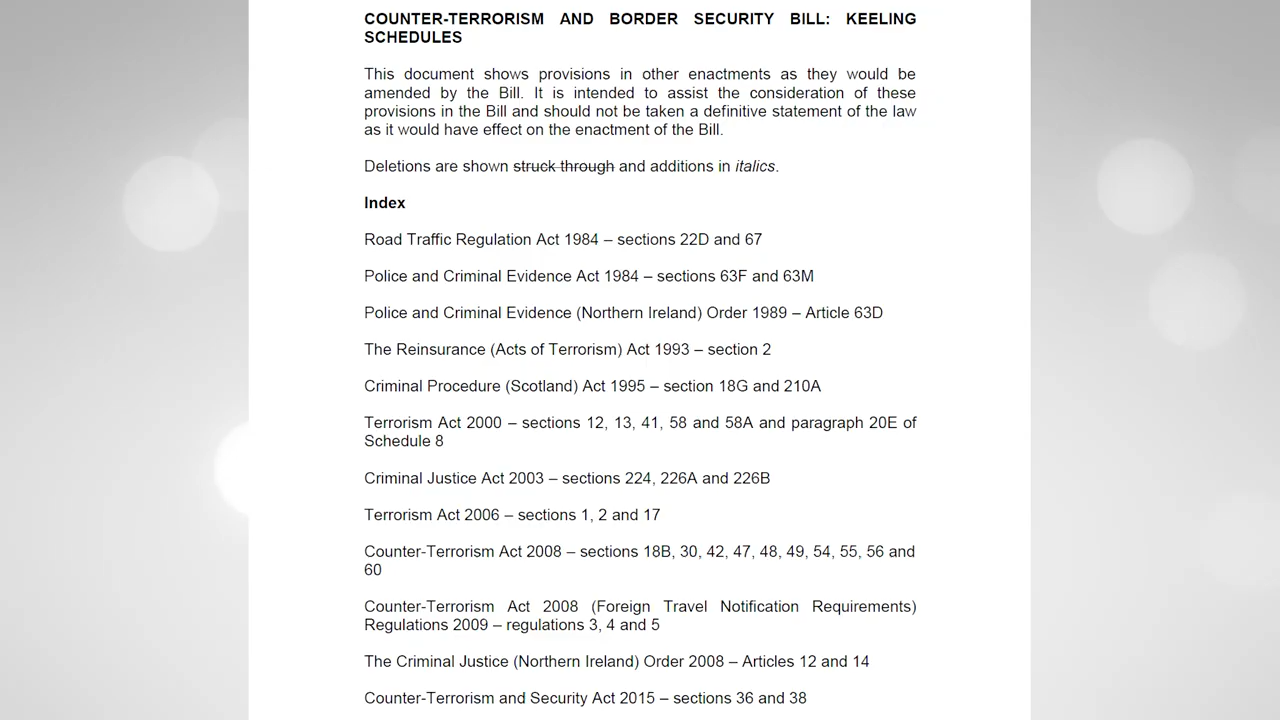 COUNTER-TERRORISM AND BORDER SECURITY BILL: KEELING
SCHEDULES
This document shows provisions in other enactments as they would be
amended by the Bill. It is intended to assist the consideration of these
provisions in the Bill and should not be taken a definitive statement of the law
as it would have effect on the enactment of the Bill.
Deletions are shown struck through and additions in italics.
Index
Road Traffic Regulation Act 1984 – sections 22D and 67
Police and Criminal Evidence Act 1984 – sections 63F and 63M
Police and Criminal Evidence (Northern Ireland) Order 1989 – Article 63D
The Reinsurance (Acts of Terrorism) Act 1993 – section 2
Criminal Procedure (Scotland) Act 1995 – section 18G and 210A
Terrorism Act 2000 – sections 12, 13, 41, 58 and 58A and paragraph 20E of
Schedule 8
Criminal Justice Act 2003 – sections 224, 226A and 226B
Terrorism Act 2006 – sections 1, 2 and 17
Counter-Terrorism Act 2008 – sections 18B, 30, 42, 47, 48, 49, 54, 55, 56 and
60
Counter-Terrorism Act 2008 (Foreign Travel Notification Requirements)
Regulations 2009 – regulations 3, 4 and 5
The Criminal Justice (Northern Ireland) Order 2008 – Articles 12 and 14
Counter-Terrorism and Security Act 2015 – sections 36 and 38